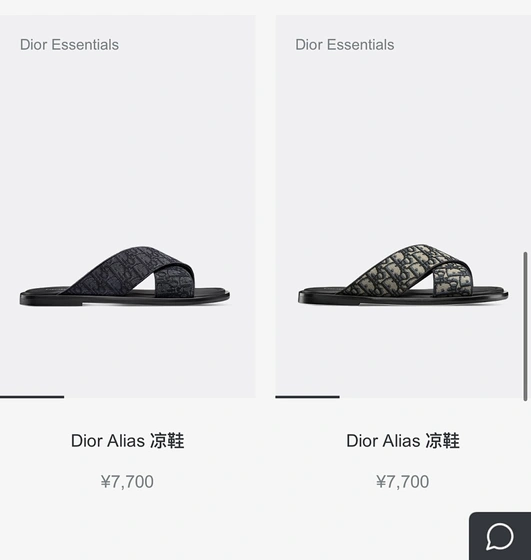 Dior Essentials
Dior Essentials
Dior Alias 凉鞋
Dior Alias 凉鞋
¥7,700
¥7,700